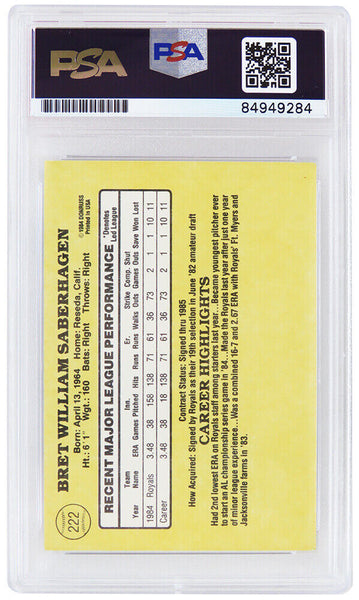 PSA
PSA
84949284
222
© 1984 DONRUSS
Printed in USA
BRET WILLIAM SABERHAGEN
Born: April 13, 1964 Home: Reseda, Calif.
Ht.: 6' 1" Wgt.: 160 Bats: Right Throws: Right
RECENT MAJOR LEAGUE PERFORMANCE
*Denotes
Led League
Team Inn. Er. Strike Comp. Shut
Year Name ERA Games Pitched Hits Runs Runs Walks Outs Games Outs Save Won Lost
1984 Royals 3.48 38 158 138 71 61 36 73 2 1 1 10 11
Career 3.48 38 18 138 71 61 36 73 2 1 1 10 11
Contract Status: Signed thru 1985
How Acquired: Signed by Royals as their 19th selection in June '82 amateur draft
CAREER HIGHLIGHTS
Had 2nd lowest ERA on Royals staff among starters last year...Became youngest pitcher ever
to start an AL championship series game in '84...Made the Royals last year after just one year
of minor league experience...Was a combined 16-7 and 2.67 ERA with Royals' Ft. Myers and
Jacksonville farms in '83.